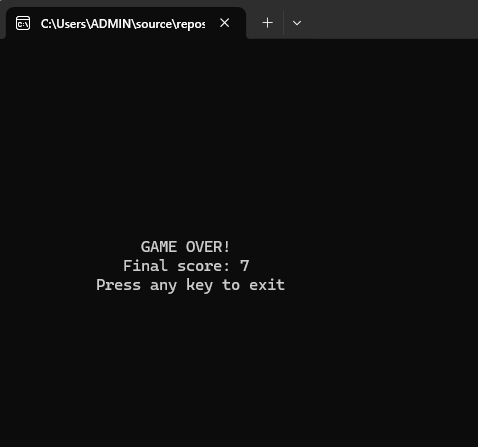 C:\Users\ADMIN\source\repos
GAME OVER!
Final score: 7
Press any key to exit